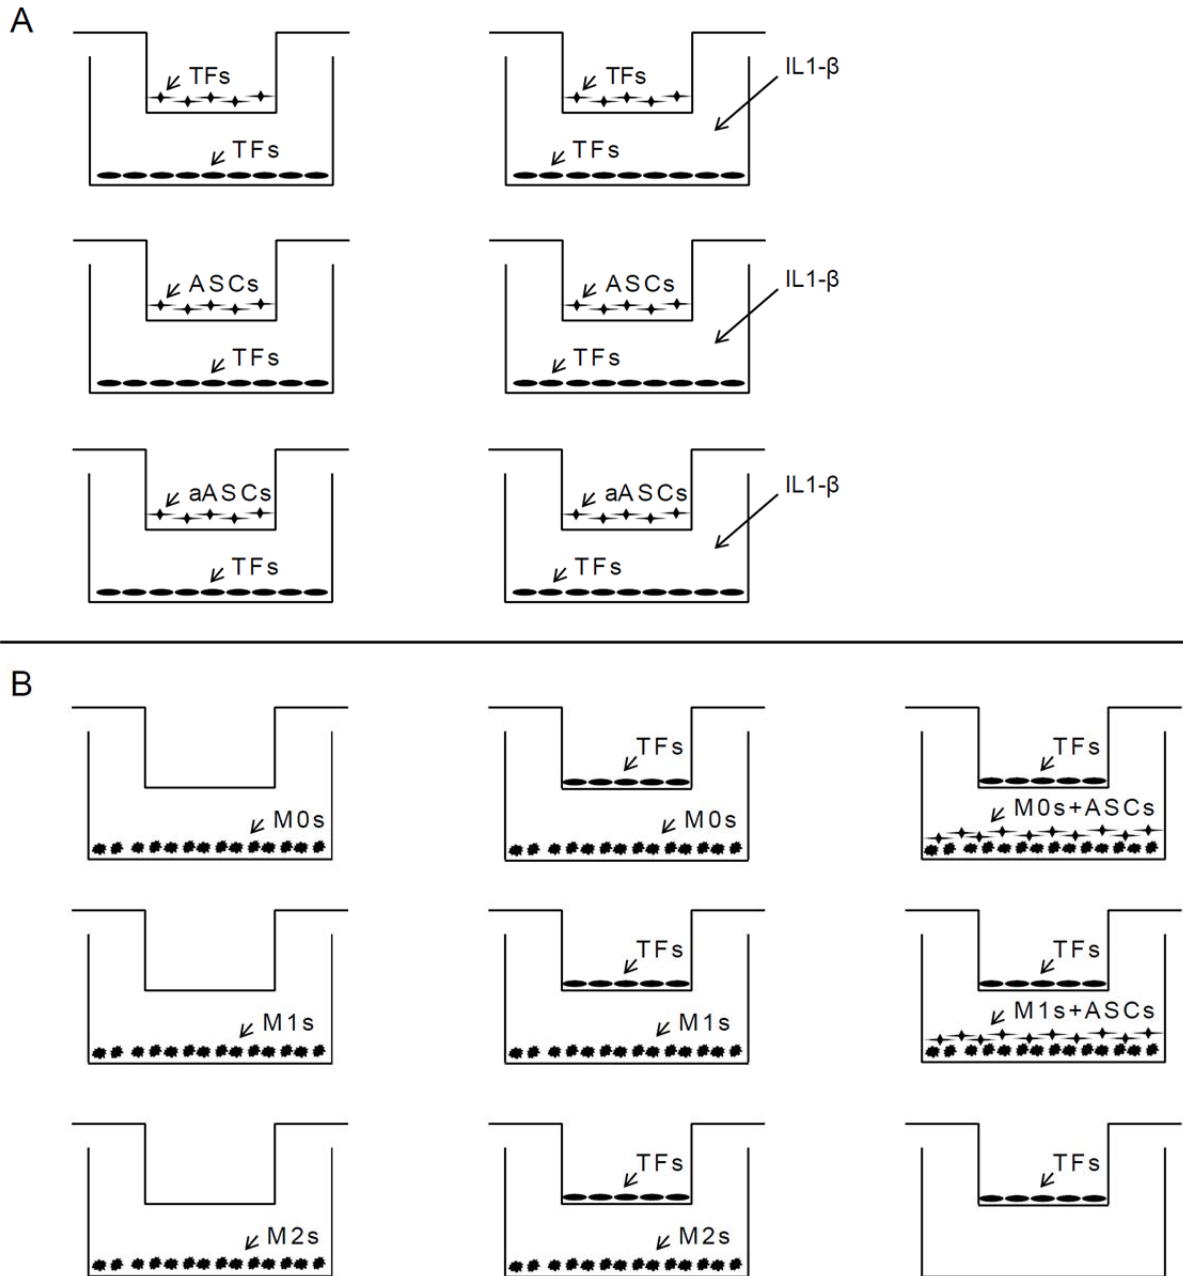 A
TFs
TFs
TFs
TFs
IL1-β
ASCs
TFs
ASCs
TFs
IL1-β
aASCs
TFs
aASCs
TFs
IL1-β
B
M0s
TFs
M0s
TFs
M0s+ASCs
M1s
TFs
M1s
TFs
M1s+ASCs
M2s
TFs
M2s
TFs